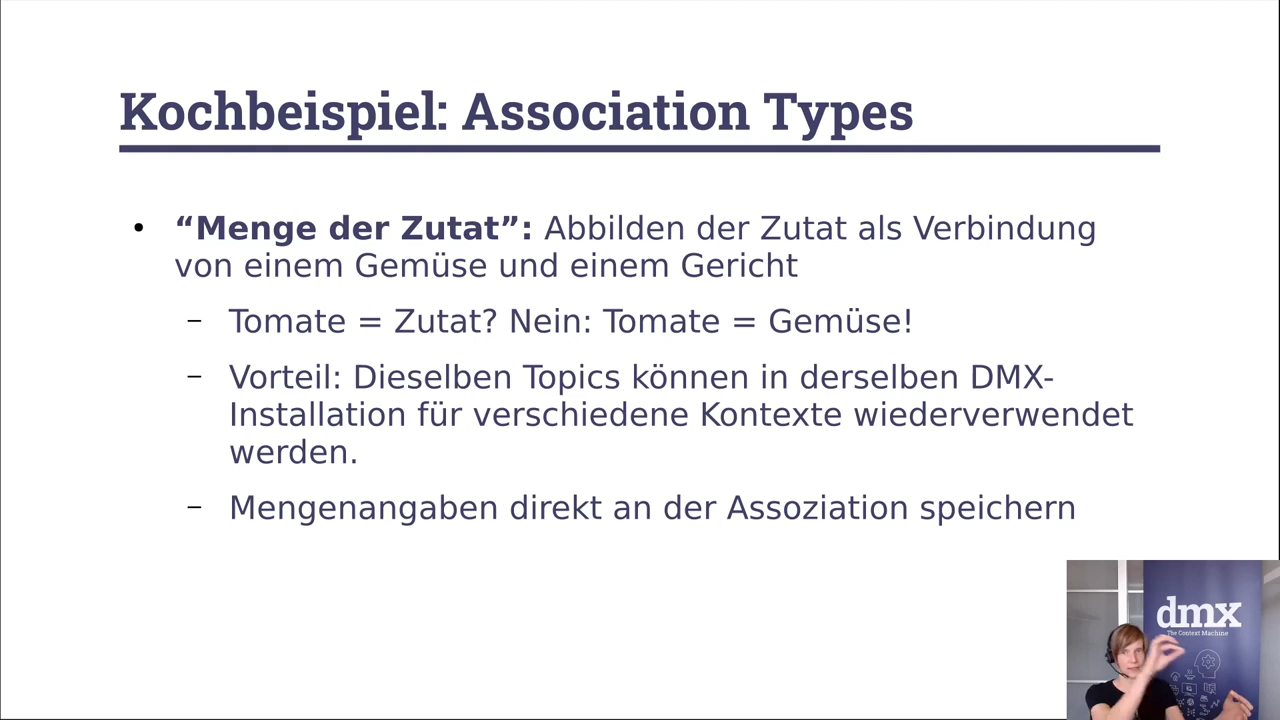 Kochbeispiel: Association Types
• “Menge der Zutat”: Abbilden der Zutat als Verbindung
von einem Gemüse und einem Gericht
– Tomate = Zutat? Nein: Tomate = Gemüse!
– Vorteil: Dieselben Topics können in derselben DMX-
Installation für verschiedene Kontexte wiederverwendet
werden.
– Mengenangaben direkt an der Assoziation speichern
dmx
The Context Machine